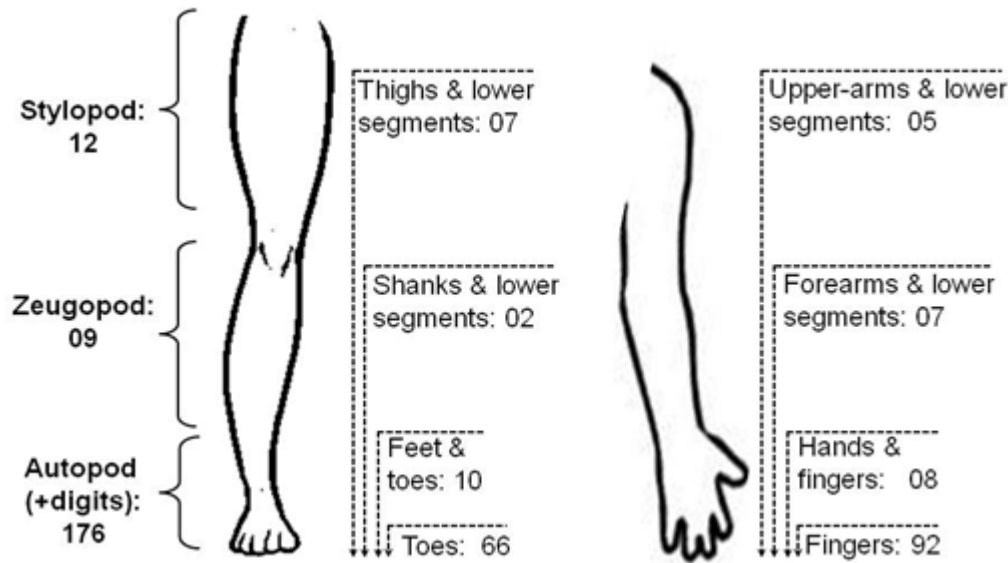 Stylopod:
12
Zeugopod:
09
Autopod
(+digits):
176
Thighs & lower
segments: 07
Shanks & lower
segments: 02
Feet &
toes: 10
Toes: 66
Upper-arms & lower
segments: 05
Forearms & lower
segments: 07
Hands &
fingers: 08
Fingers: 92